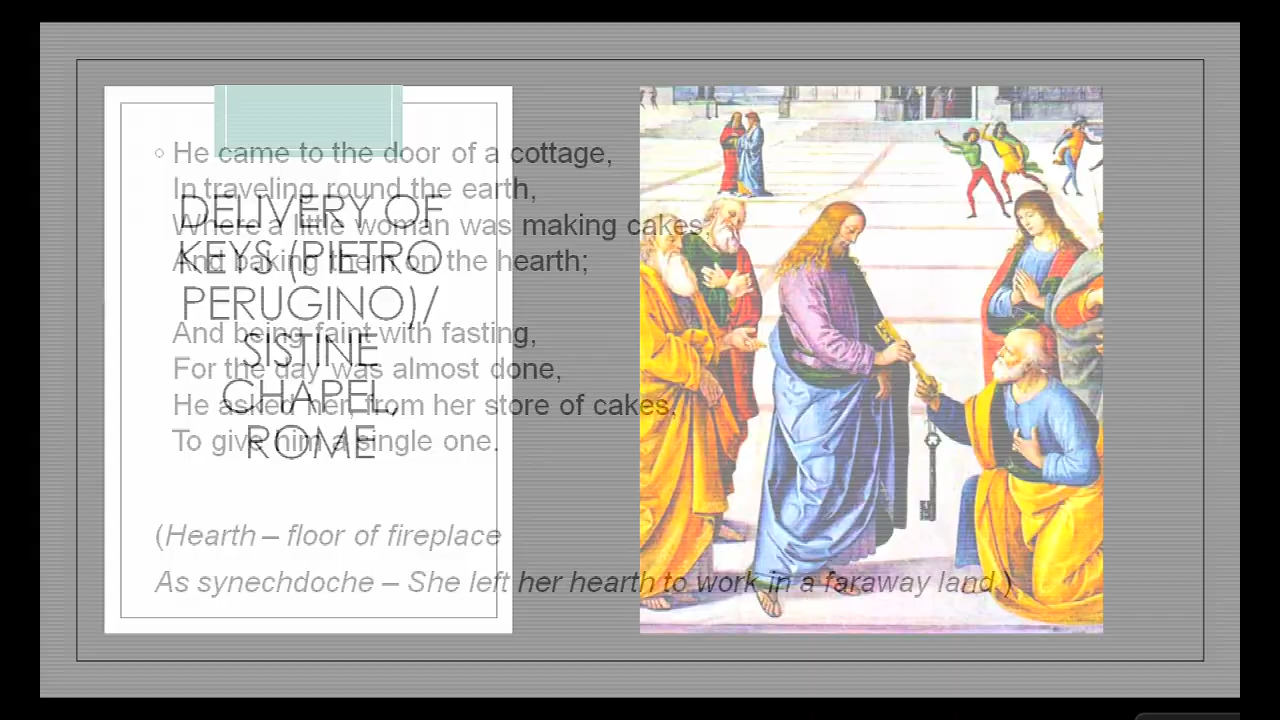 DELIVERY OF
KEYS (PIETRO
PERUGINO)/
SISTINE
CHAPEL,
ROME
He came to the door of a cottage,
In traveling round the earth,
Where a little woman was making cakes,
And baking them on the hearth;
And being faint with fasting,
For the day was almost done,
He asked her, from her store of cakes,
To give him a single one.
(Hearth – floor of fireplace
As synechdoche – She left her hearth to work in a faraway land.)